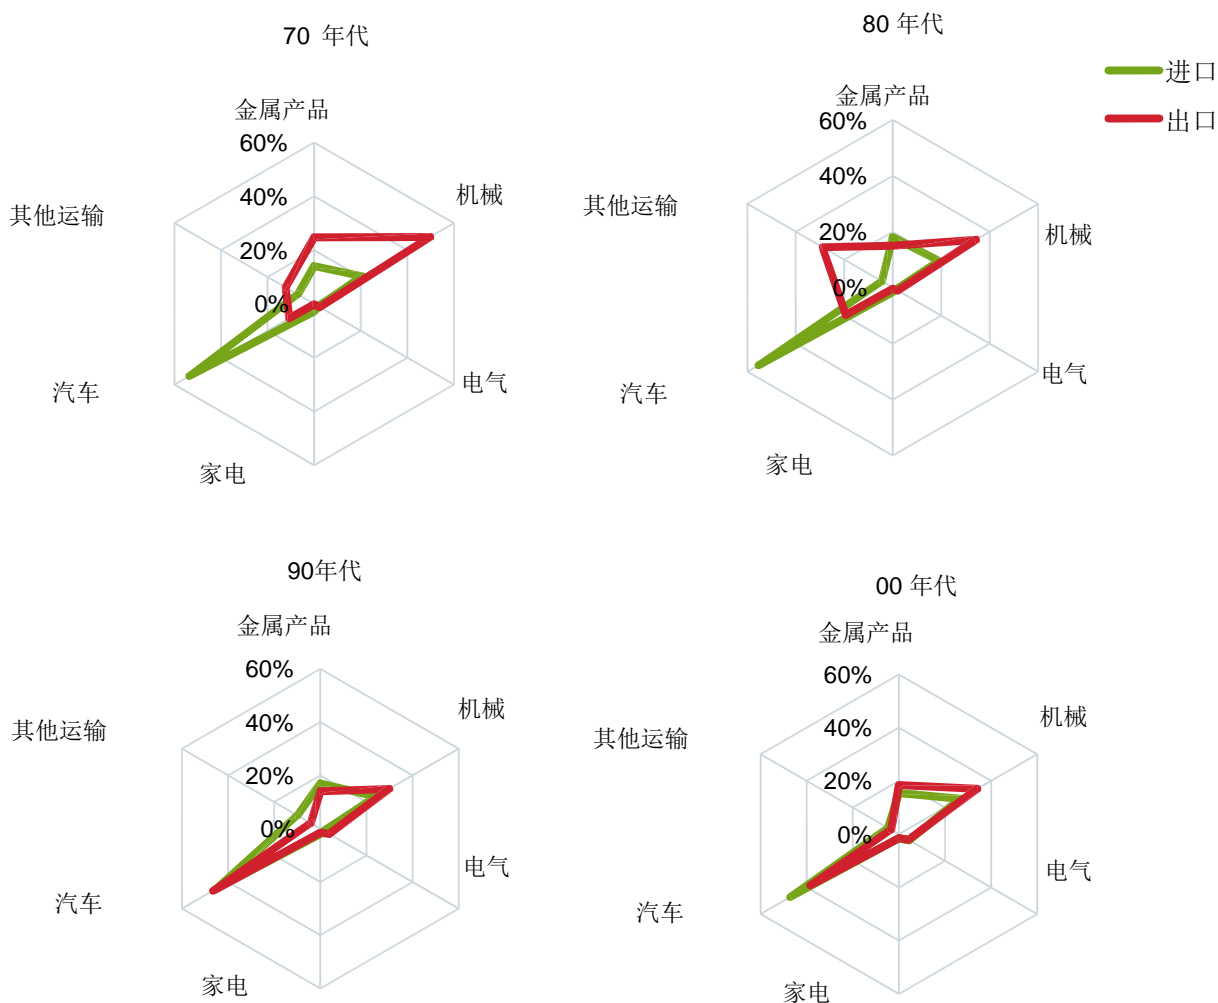 70 年代
金属产品
60%
40%
20%
0%
机械
电气
家电
汽车
其他运输
80 年代
金属产品
60%
40%
20%
0%
机械
电气
家电
汽车
其他运输
进口
出口
90年代
金属产品
60%
40%
20%
0%
机械
电气
家电
汽车
其他运输
00 年代
金属产品
60%
40%
20%
0%
机械
电气
家电
汽车
其他运输